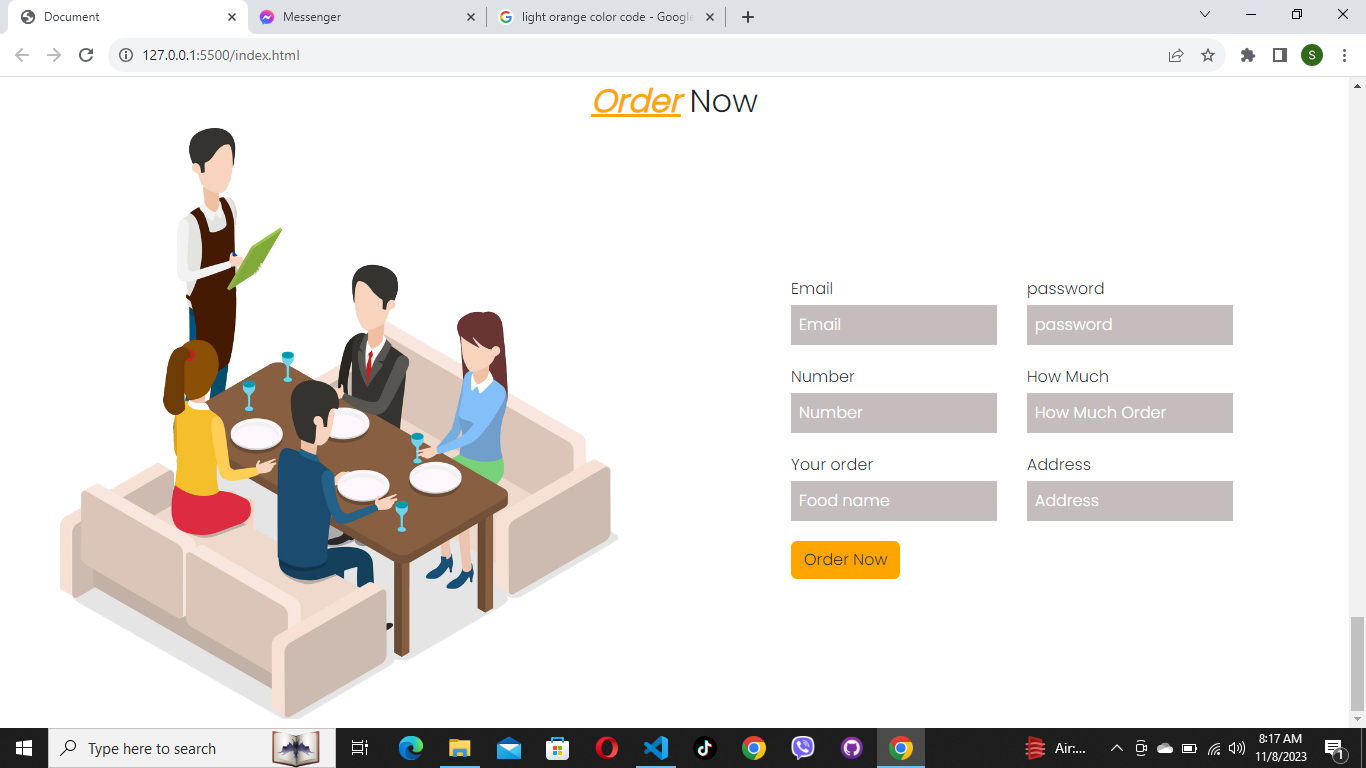 Document
Messenger
light orange color code - Google
127.0.0.1:5500/index.html
S
Order Now
Email
password
Email
password
Number
How Much
Number
How Much Order
Your order
Address
Food name
Address
Order Now
Type here to search
Air:...
8:17 AM
11/8/2023
1